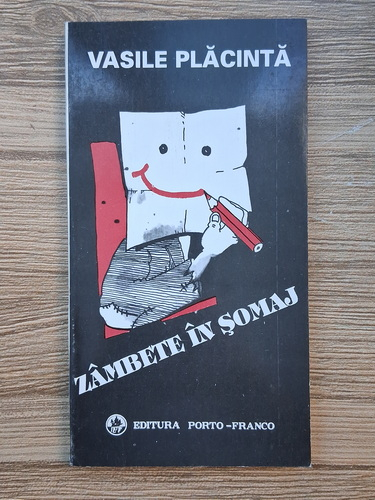 VASILE PLĂCINTĂ
ZÂMBETE ÎN ŞOMAJ
EDITURA PORTO-FRANCO